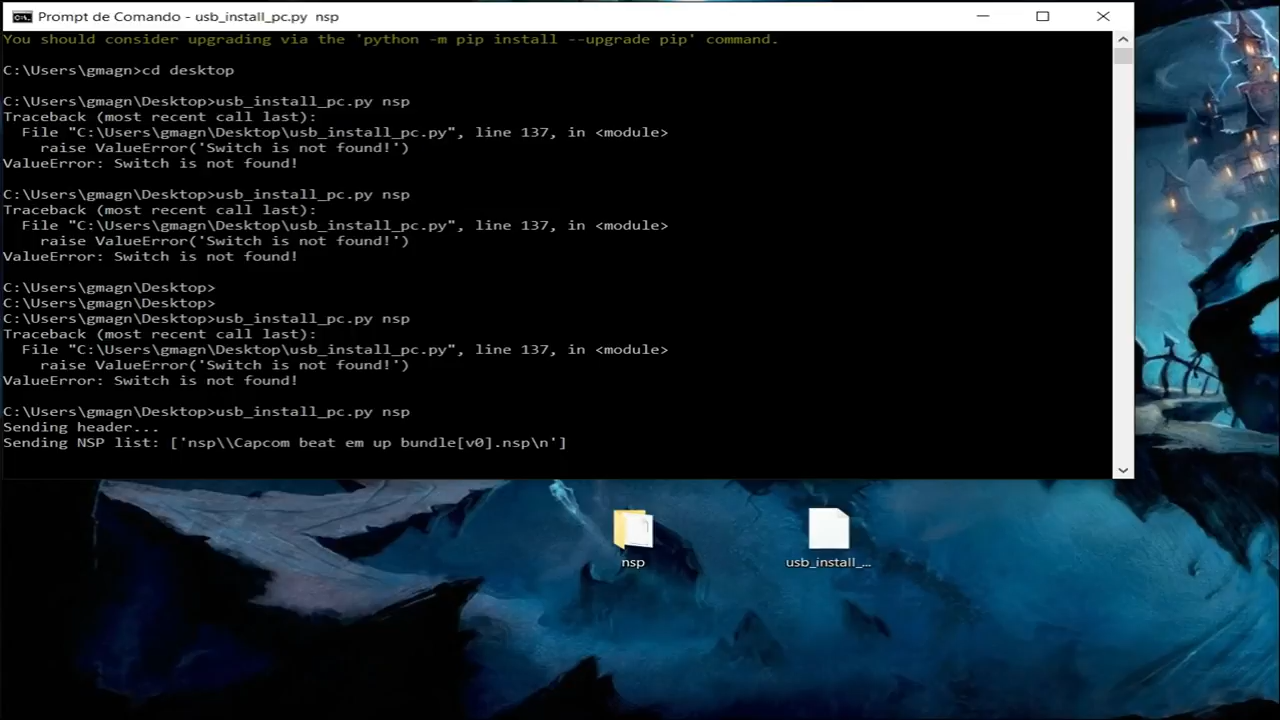 Prompt de Comando - usb_install_pc.py  nsp
You should consider upgrading via the 'python -m pip install --upgrade pip' command.
C:\Users\gmagn>cd desktop
C:\Users\gmagn\Desktop>usb_install_pc.py nsp
Traceback (most recent call last):
  File "C:\Users\gmagn\Desktop\usb_install_pc.py", line 137, in <module>
    raise ValueError('Switch is not found!')
ValueError: Switch is not found!
C:\Users\gmagn\Desktop>usb_install_pc.py nsp
Traceback (most recent call last):
  File "C:\Users\gmagn\Desktop\usb_install_pc.py", line 137, in <module>
    raise ValueError('Switch is not found!')
ValueError: Switch is not found!
C:\Users\gmagn\Desktop>
C:\Users\gmagn\Desktop>
C:\Users\gmagn\Desktop>usb_install_pc.py nsp
Traceback (most recent call last):
  File "C:\Users\gmagn\Desktop\usb_install_pc.py", line 137, in <module>
    raise ValueError('Switch is not found!')
ValueError: Switch is not found!
C:\Users\gmagn\Desktop>usb_install_pc.py nsp
Sending header...
Sending NSP list: ['nsp\\Capcom beat em up bundle[v0].nsp\n']
nsp
usb_install_...